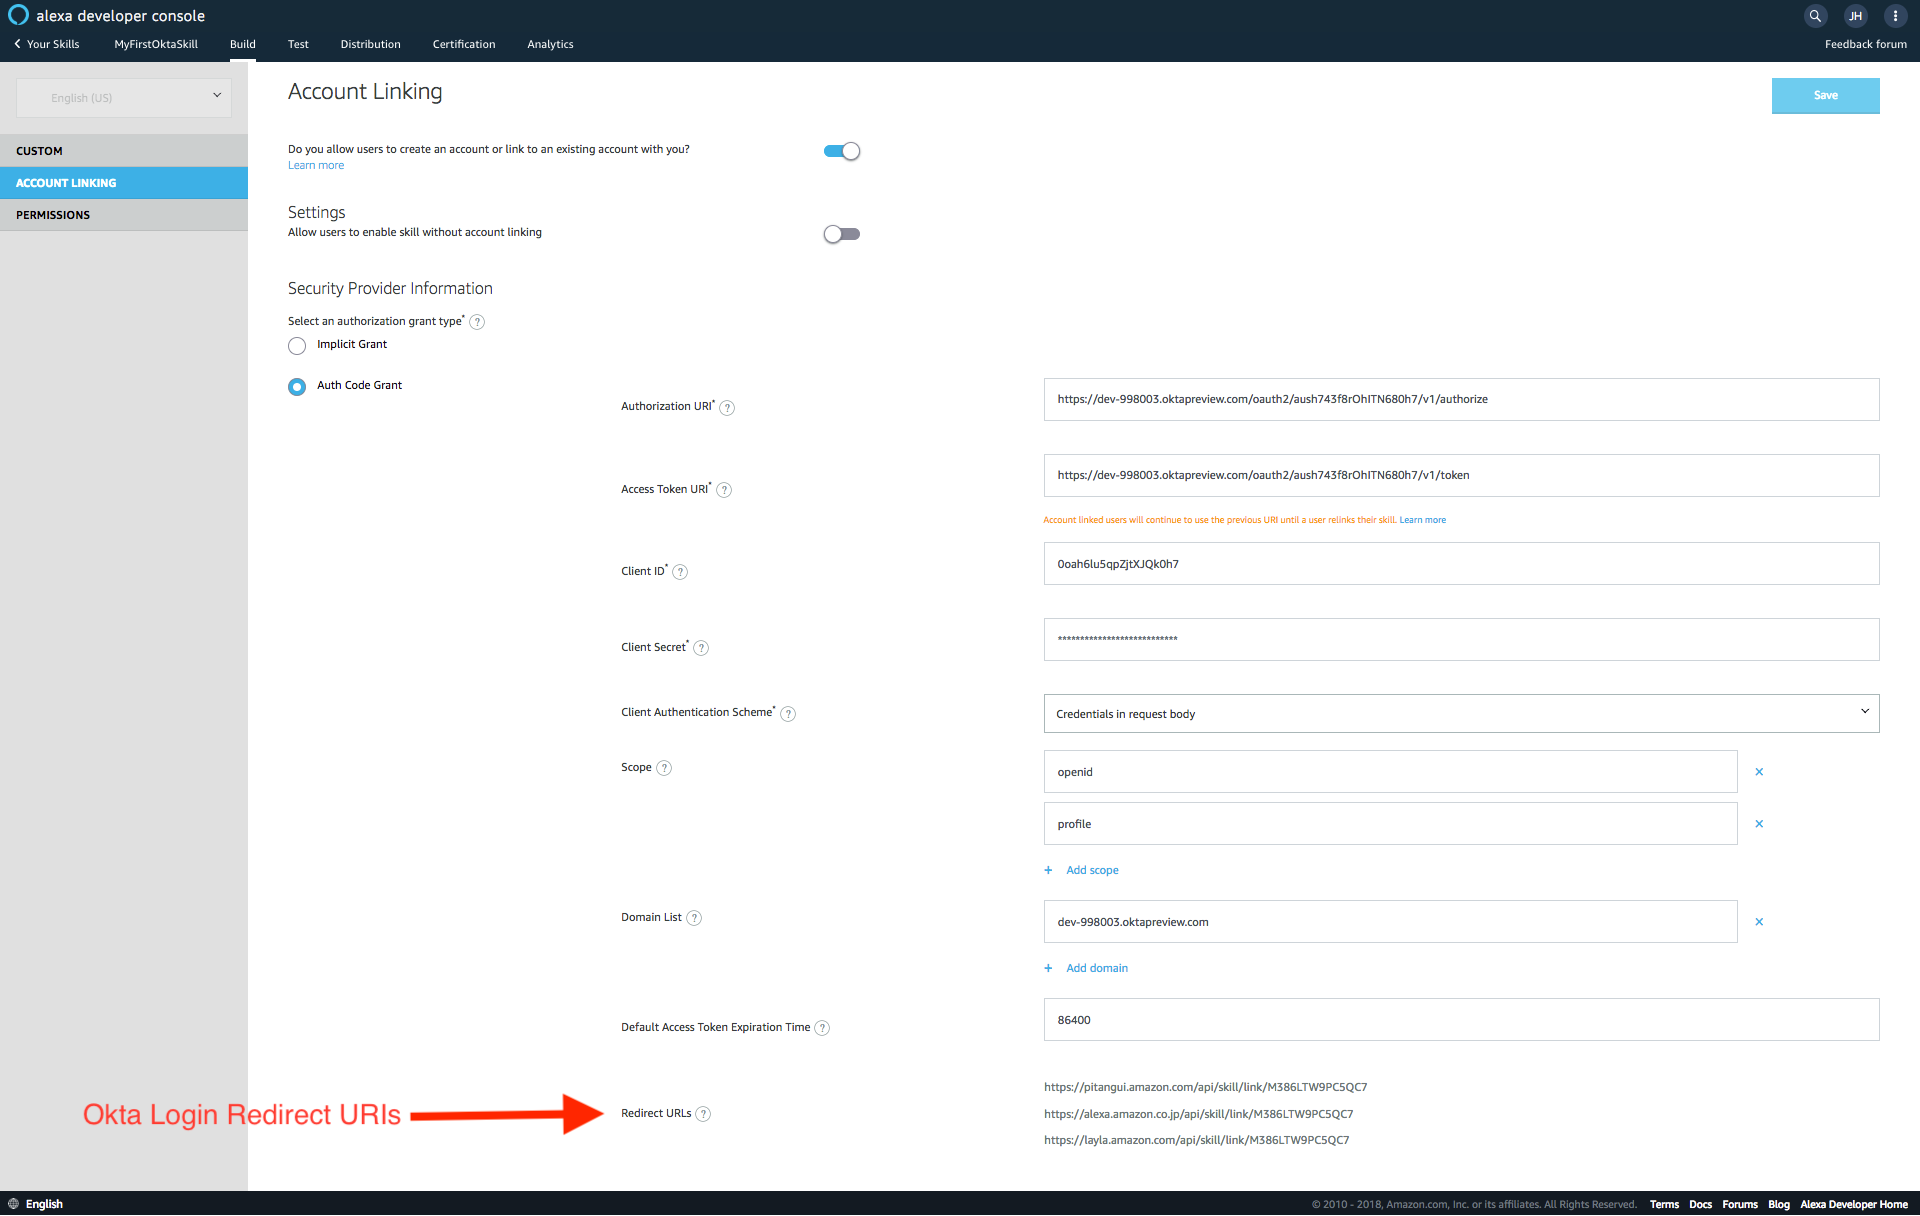 alexa developer console
JH
Your Skills MyFirstOktaSkill Build Test Distribution Certification Analytics Feedback forum
English (US)
CUSTOM
ACCOUNT LINKING
PERMISSIONS
Account Linking
Save
Do you allow users to create an account or link to an existing account with you?
Learn more
Settings
Allow users to enable skill without account linking
Security Provider Information
Select an authorization grant type* ?
Implicit Grant
Auth Code Grant
Authorization URI* ?
https://dev-998003.oktapreview.com/oauth2/aush743f8rOhITN680h7/v1/authorize
Access Token URI* ?
https://dev-998003.oktapreview.com/oauth2/aush743f8rOhITN680h7/v1/token
Account linked users will continue to use the previous URI until a user relinks their skill. Learn more
Client ID* ?
0oah6lu5qpZjtXJQk0h7
Client Secret* ?
***************************
Client Authentication Scheme* ?
Credentials in request body
Scope ?
openid
profile
+ Add scope
Domain List ?
dev-998003.oktapreview.com
+ Add domain
Default Access Token Expiration Time ?
86400
Okta Login Redirect URIs
Redirect URLs ?
https://pitangui.amazon.com/api/skill/link/M386LTW9PC5QC7
https://alexa.amazon.co.jp/api/skill/link/M386LTW9PC5QC7
https://layla.amazon.com/api/skill/link/M386LTW9PC5QC7
English
© 2010 - 2018, Amazon.com, Inc. or its affiliates. All Rights Reserved. Terms Docs Forums Blog Alexa Developer Home